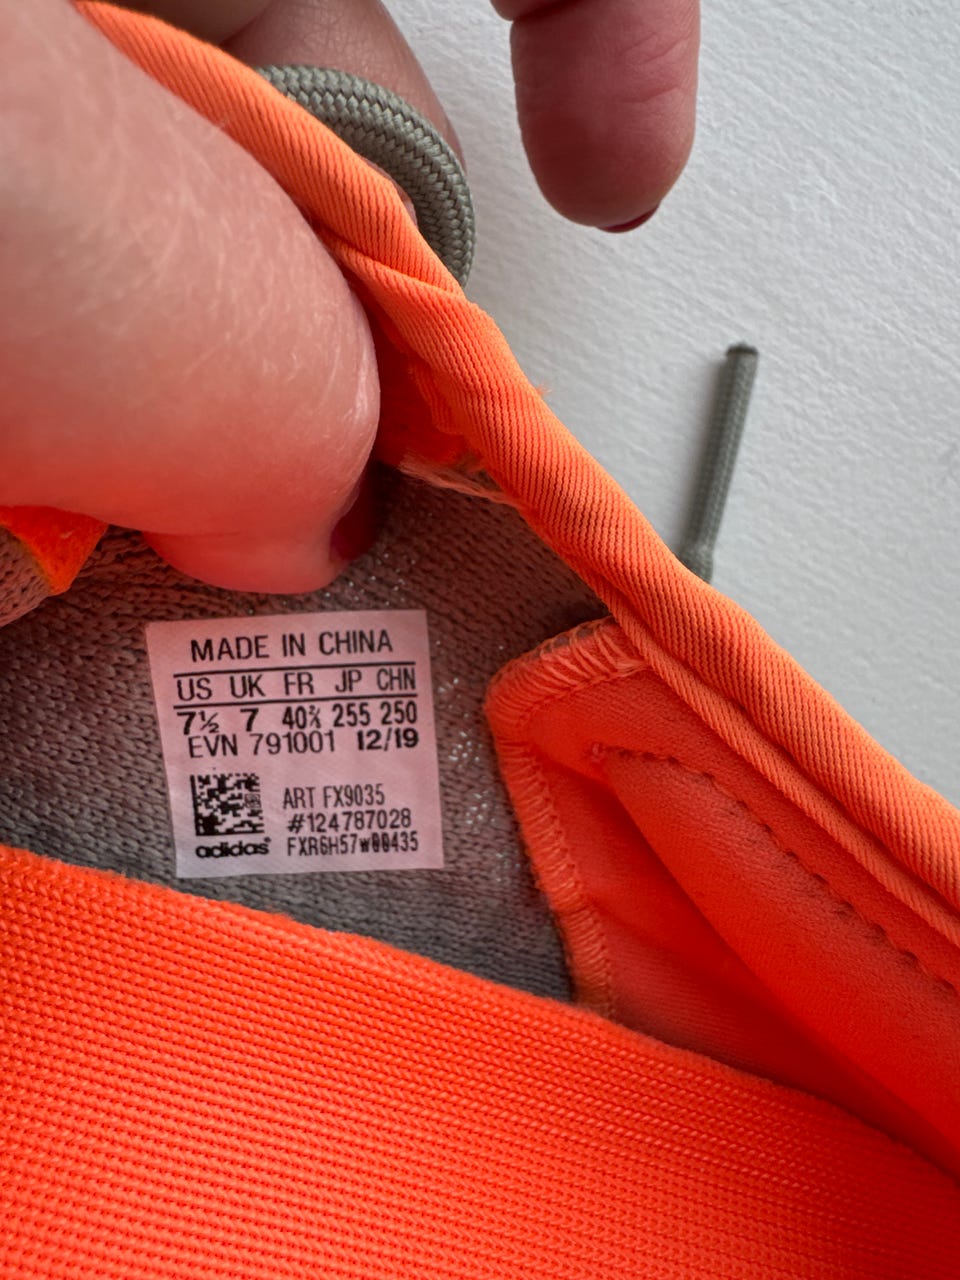 MADE IN CHINA
US UK FR JP CHN
7½ 7 40⅔ 255 250
EVN 791001 12/19
ART FX9035
#124787028
adidas® FXR6H57W00435